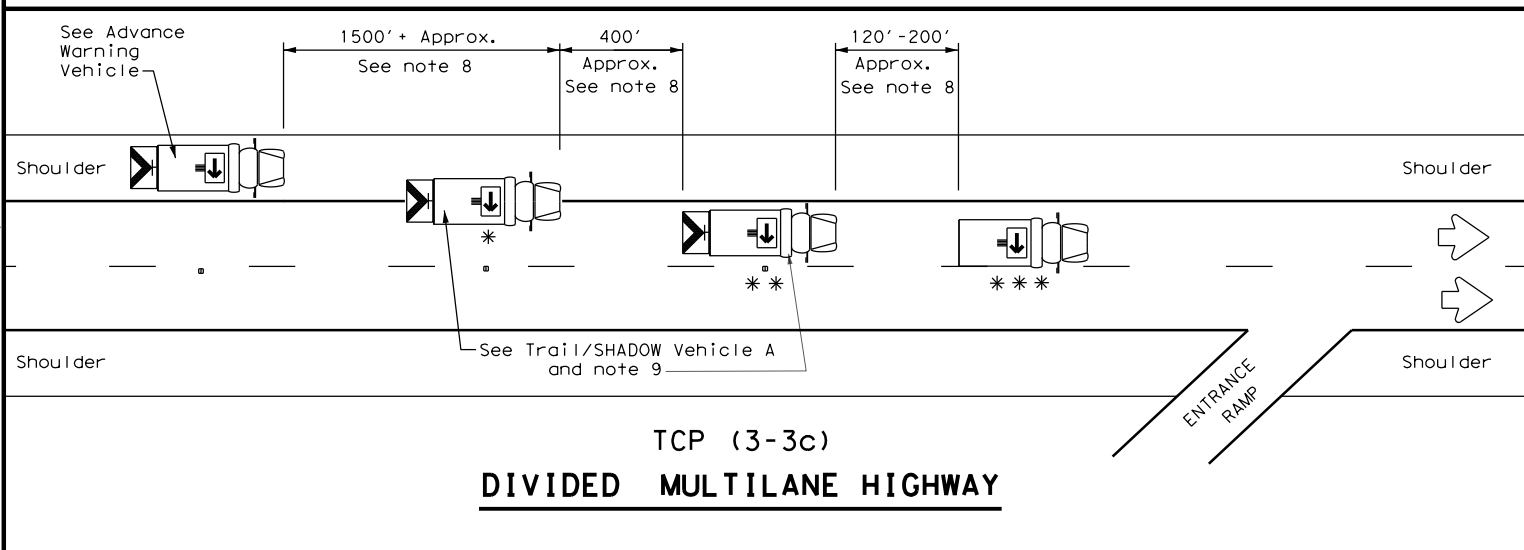 See Advance
Warning
Vehicle
1500'+ Approx.
See note 8
400'
Approx.
See note 8
120'-200'
Approx.
See note 8
Shoulder
Shoulder
*
* *
* * *
See Trail/SHADOW Vehicle A
and note 9
Shoulder
Shoulder
ENTRANCE
RAMP
TCP (3-3c)
DIVIDED MULTILANE HIGHWAY